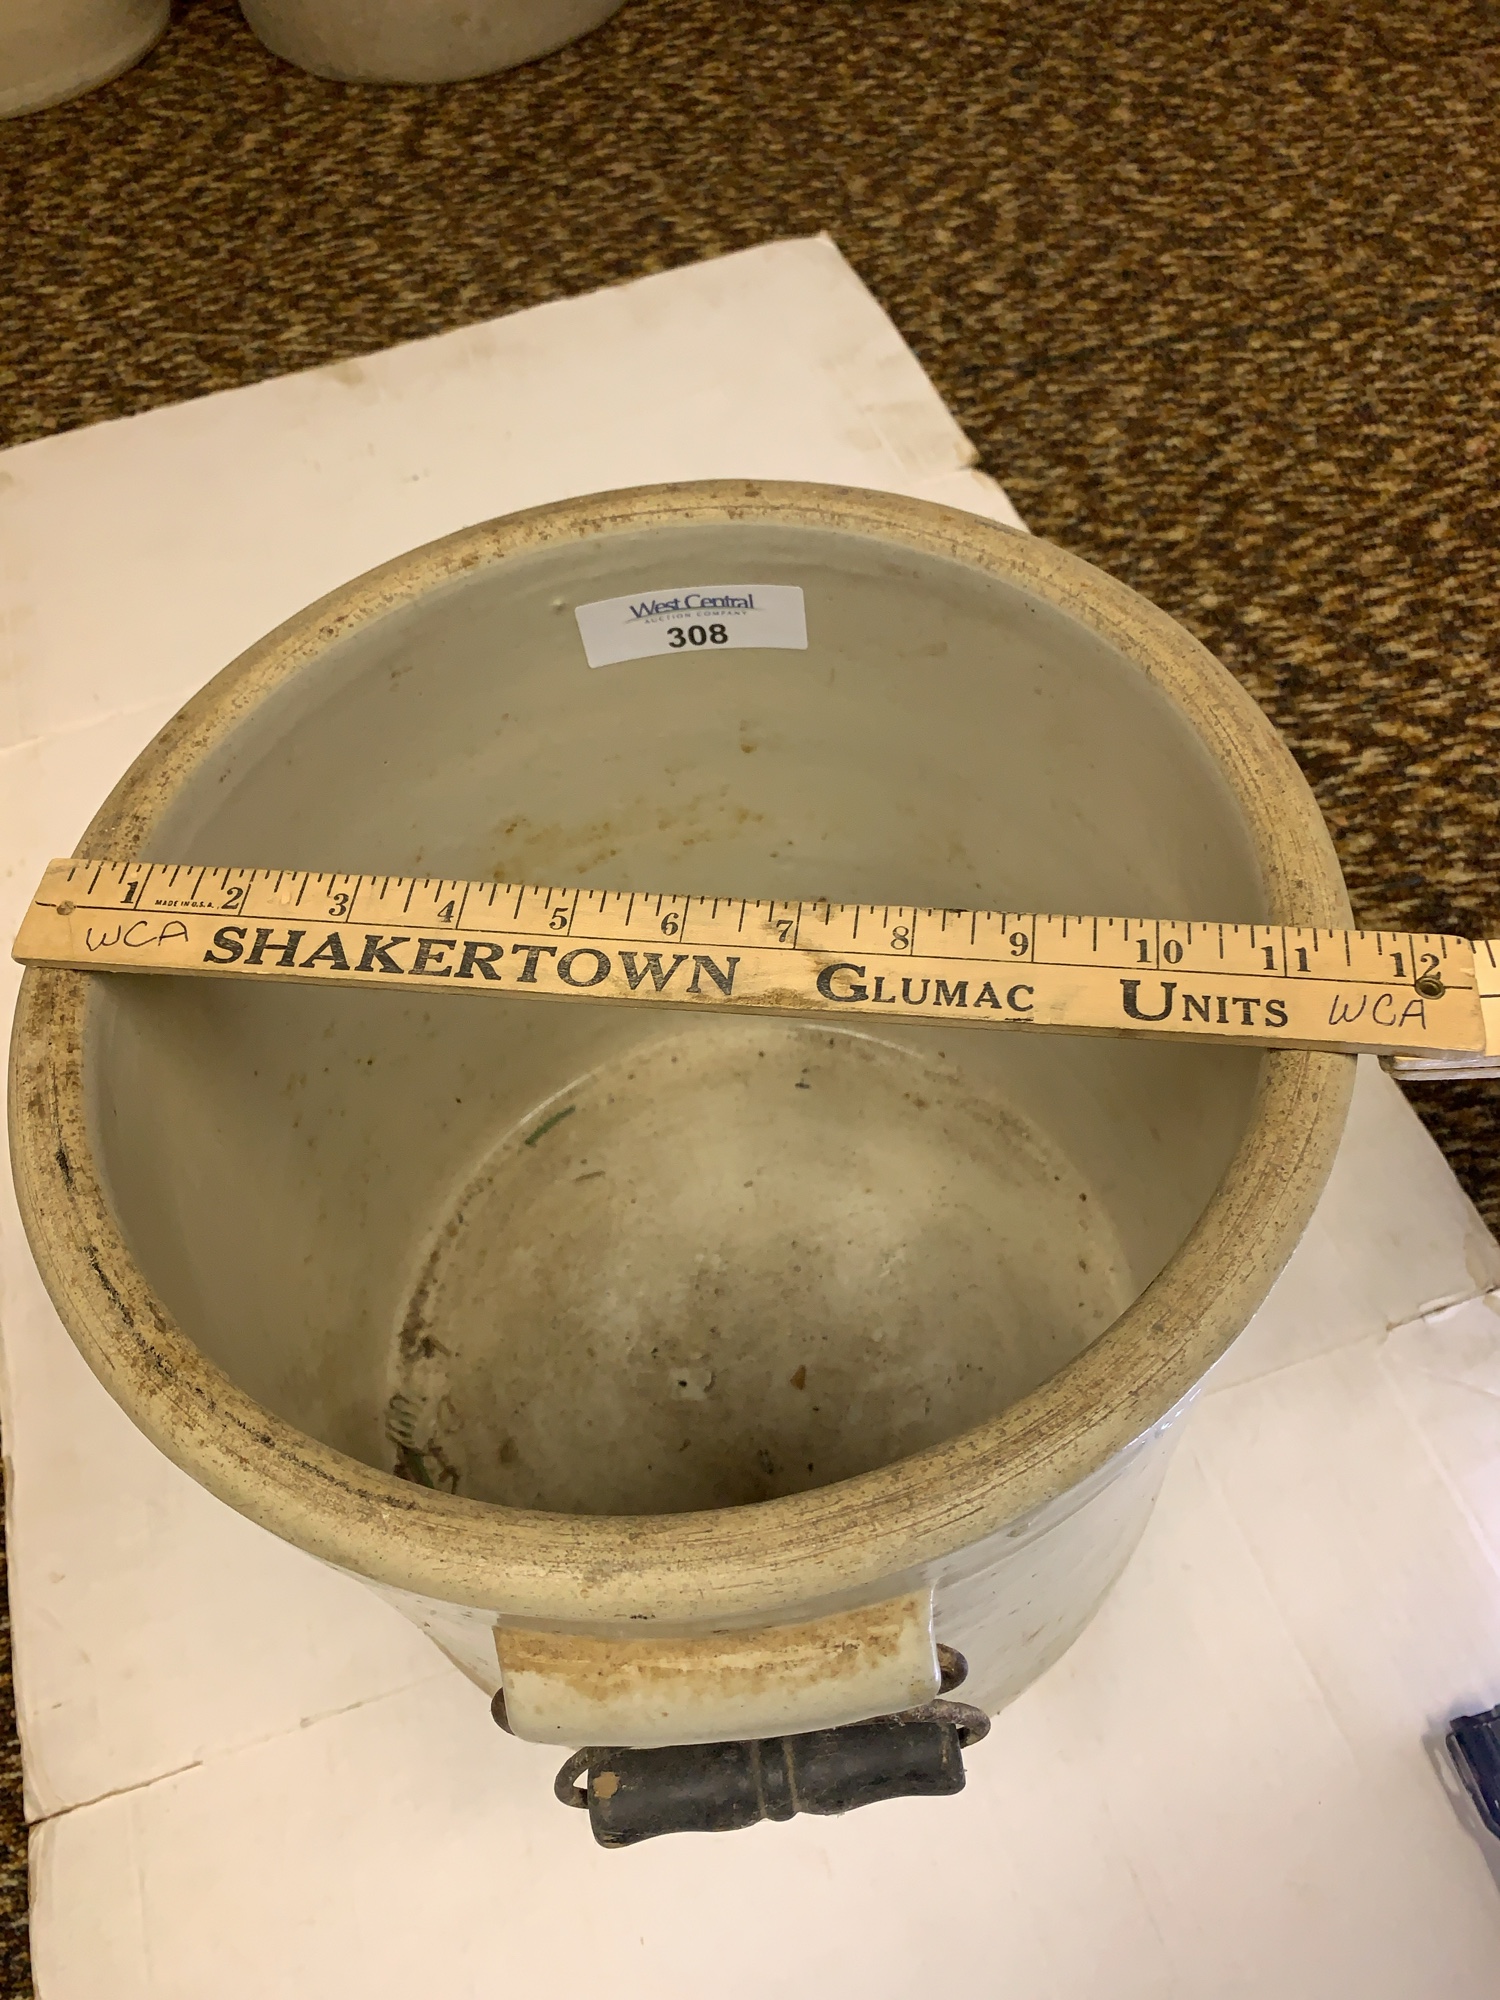 West Central
AUCTION COMPANY
308
1 2 3 4 5 6 7 8 9 10 11 12
MADE IN U.S.A.
WCA SHAKERTOWN GLUMAC UNITS WCA